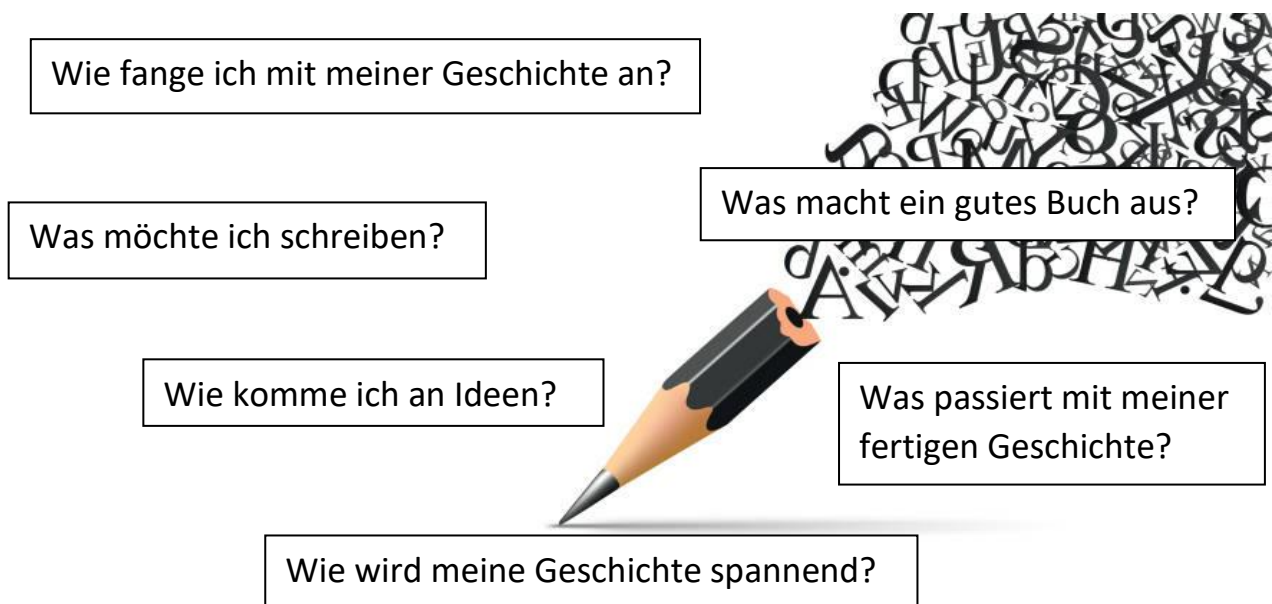 Wie fange ich mit meiner Geschichte an?
Was macht ein gutes Buch aus?
Was möchte ich schreiben?
Wie komme ich an Ideen?
Was passiert mit meiner
fertigen Geschichte?
Wie wird meine Geschichte spannend?